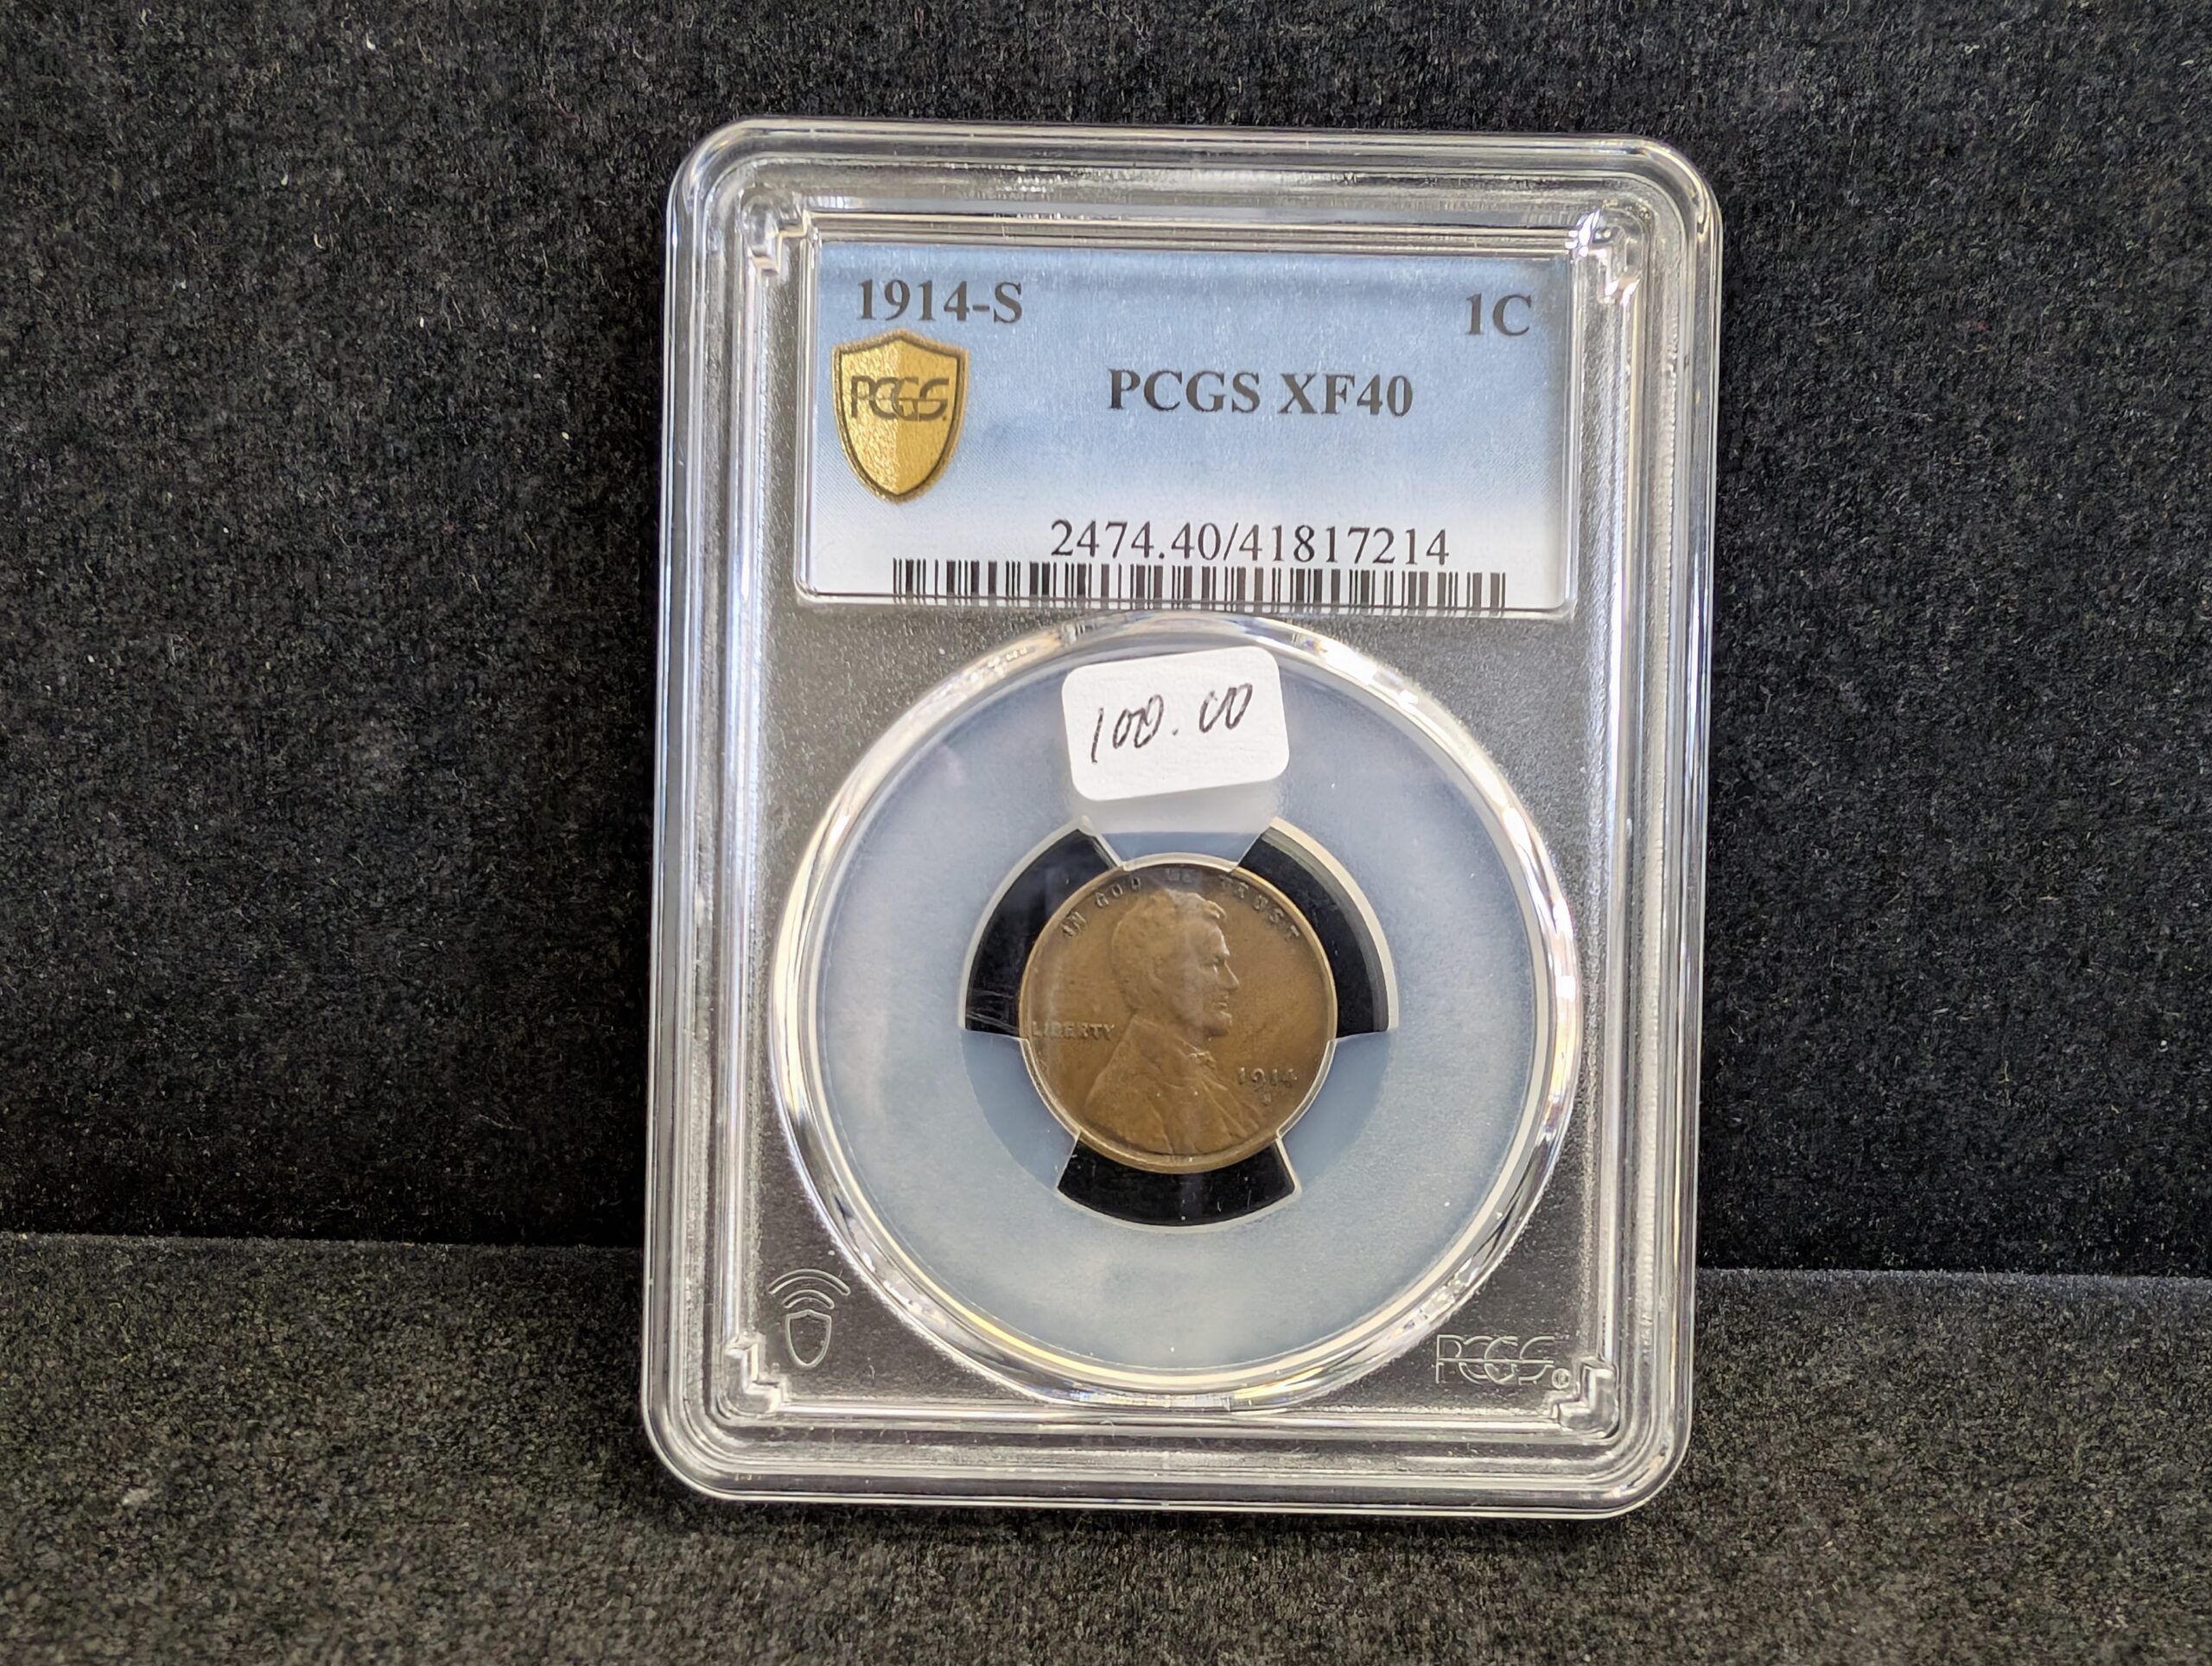 1914-S 1C
PCGS
PCGS XF40
2474.40/41817214
100.00
IN GOD WE TRUST
LIBERTY
1914
S
PCGS